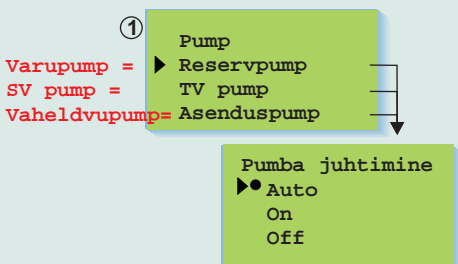 1
Pump
Varupump = Reservpump
SV pump = TV pump
Vaheldvupump= Asenduspump
Pumba juhtimine
Auto
On
Off